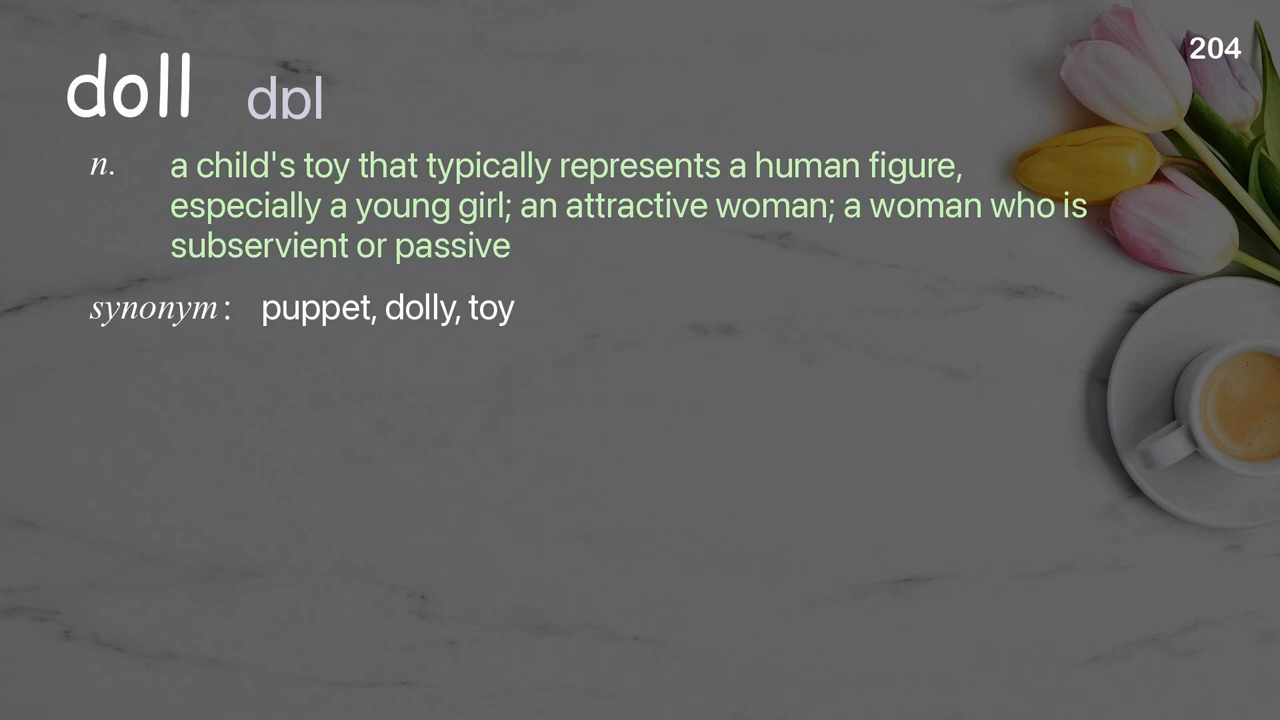 204
doll dɒl
n. a child's toy that typically represents a human figure,
especially a young girl; an attractive woman; a woman who is
subservient or passive
synonym : puppet, dolly, toy